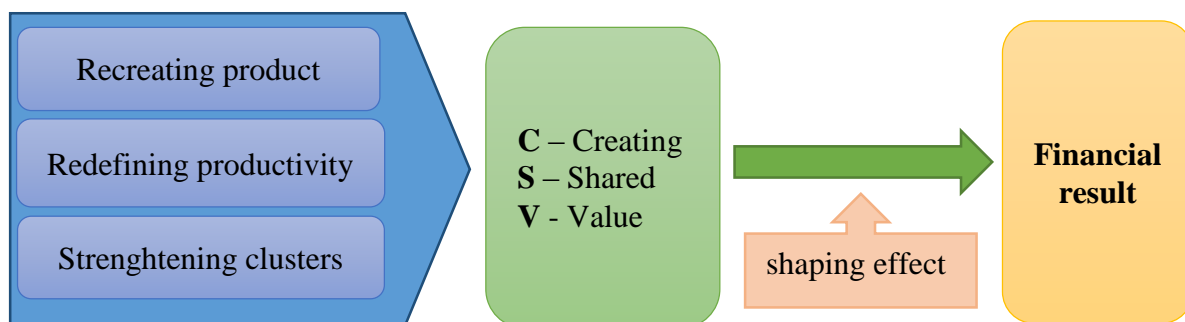 Recreating product
Redefining productivity
Strenghtening clusters
C – Creating
S – Shared
V - Value
shaping effect
Financial
result